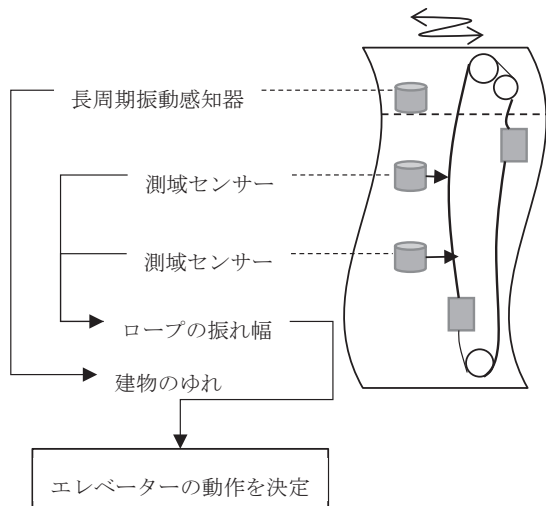 長周期振動感知器
測域センサー
測域センサー
ロープの振れ幅
建物のゆれ
エレベーターの動作を決定